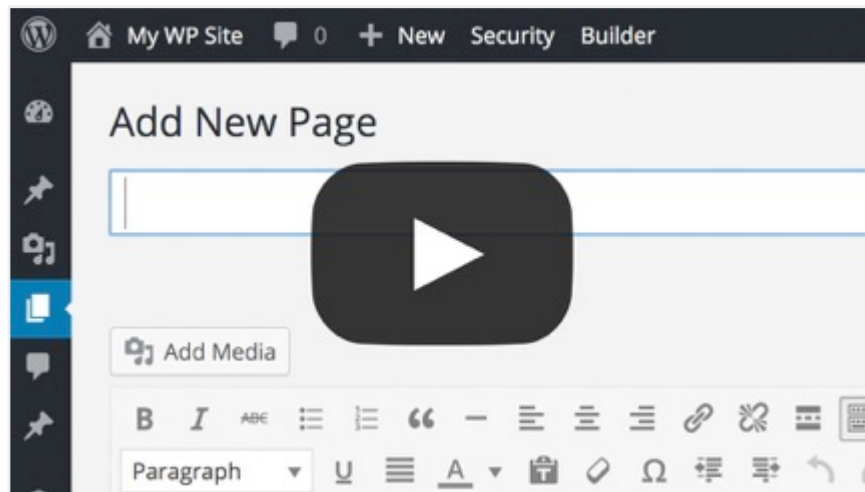 My WP Site 0 + New Security Builder
Add New Page
Add Media
B I ABC
Paragraph U A Ω